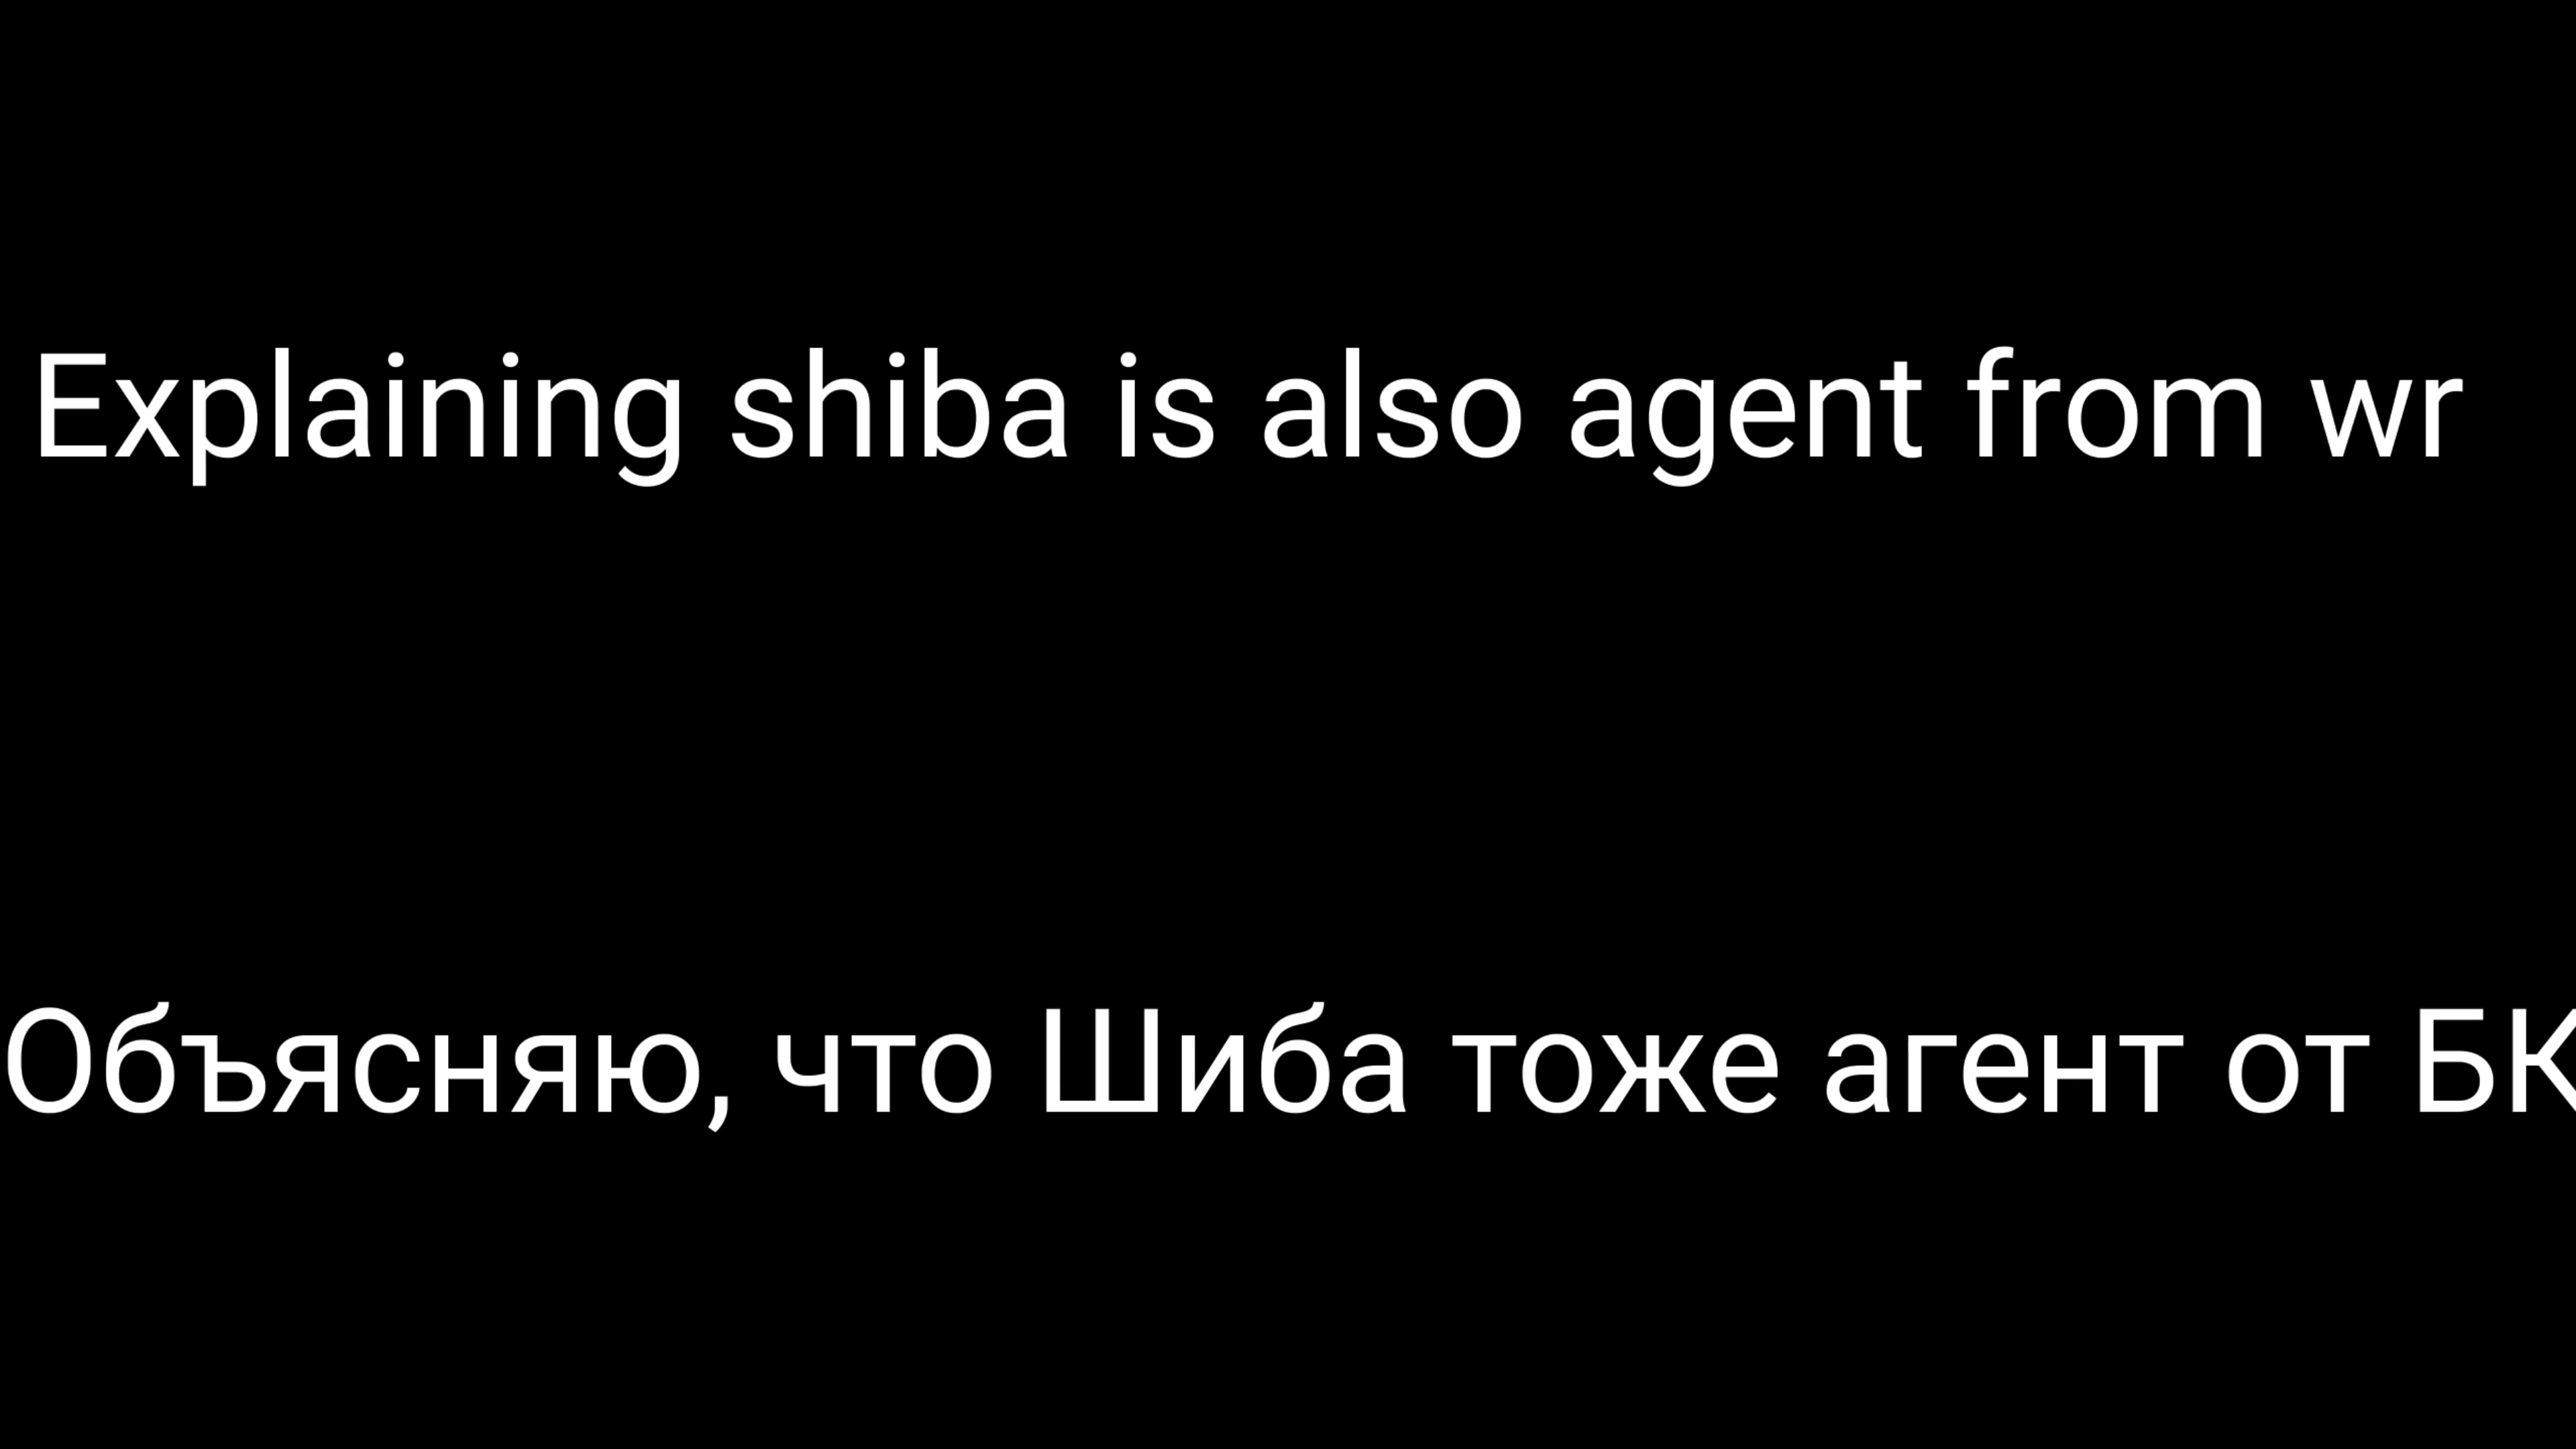 Explaining shiba is also agent from wr
Объясняю, что Шиба тоже агент от БК